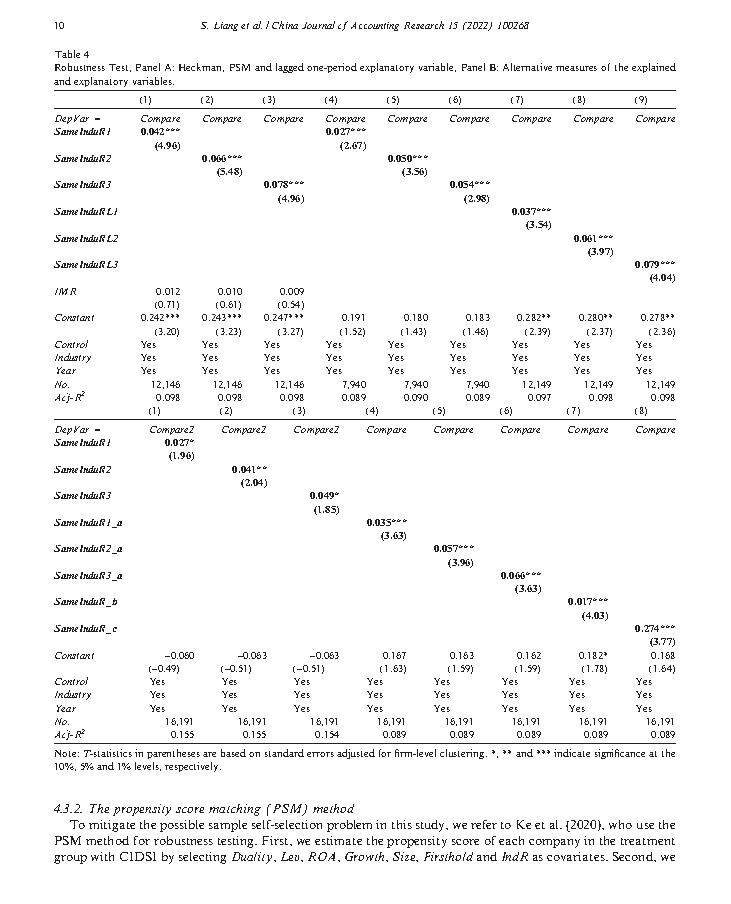 10
S. Liang et al. / China Journal of Accounting Research 15 (2022) 100268
Table 4
Robustness Test, Panel A: Heckman, PSM and lagged one-period explanatory variable, Panel B: Alternative measures of the explained
and explanatory variables.
(1) (2) (3) (4) (5) (6) (7) (8) (9)
DepVar = Compare Compare Compare Compare Compare Compare Compare Compare Compare
SameInduR1 0.042*** 0.027***
(4.96) (2.67)
SameInduR2 0.066*** 0.050***
(5.48) (3.56)
SameInduR3 0.078*** 0.054***
(4.96) (2.98)
SameInduRL1 0.037***
(3.54)
SameInduRL2 0.061***
(3.97)
SameInduRL3 0.079***
(4.04)
IMR 0.012 0.010 0.009
(0.71) (0.61) (0.54)
Constant 0.242*** 0.243*** 0.247*** 0.191 0.180 0.183 0.282** 0.280** 0.278**
(3.20) (3.23) (3.27) (1.52) (1.43) (1.46) (2.39) (2.37) (2.36)
Control Yes Yes Yes Yes Yes Yes Yes Yes Yes
Industry Yes Yes Yes Yes Yes Yes Yes Yes Yes
Year Yes Yes Yes Yes Yes Yes Yes Yes Yes
No. 12,146 12,146 12,146 7,940 7,940 7,940 12,149 12,149 12,149
Adj-R² 0.098 0.098 0.098 0.089 0.090 0.089 0.097 0.098 0.098
(1) (2) (3) (4) (5) (6) (7) (8)
DepVar = Compare2 Compare2 Compare2 Compare Compare Compare Compare Compare
SameInduR1 0.027*
(1.96)
SameInduR2 0.041**
(2.04)
SameInduR3 0.049*
(1.85)
SameInduR1_a 0.035***
(3.63)
SameInduR2_a 0.057***
(3.96)
SameInduR3_a 0.066***
(3.63)
SameInduR_b 0.017***
(4.03)
SameInduR_c 0.274***
(3.77)
Constant −0.060 −0.063 −0.063 0.167 0.163 0.162 0.182* 0.168
(−0.49) (−0.51) (−0.51) (1.63) (1.59) (1.59) (1.78) (1.64)
Control Yes Yes Yes Yes Yes Yes Yes Yes
Industry Yes Yes Yes Yes Yes Yes Yes Yes
Year Yes Yes Yes Yes Yes Yes Yes Yes
No. 16,191 16,191 16,191 16,191 16,191 16,191 16,191 16,191
Adj-R² 0.155 0.155 0.154 0.089 0.089 0.089 0.089 0.089
Note: T-statistics in parentheses are based on standard errors adjusted for firm-level clustering. *, ** and *** indicate significance at the
10%, 5% and 1% levels, respectively.
4.3.2. The propensity score matching (PSM) method
To mitigate the possible sample self-selection problem in this study, we refer to Ke et al. {2020}, who use the
PSM method for robustness testing. First, we estimate the propensity score of each company in the treatment
group with CIDSI by selecting Duality, Lev, ROA, Growth, Size, Firsthold and IndR as covariates. Second, we